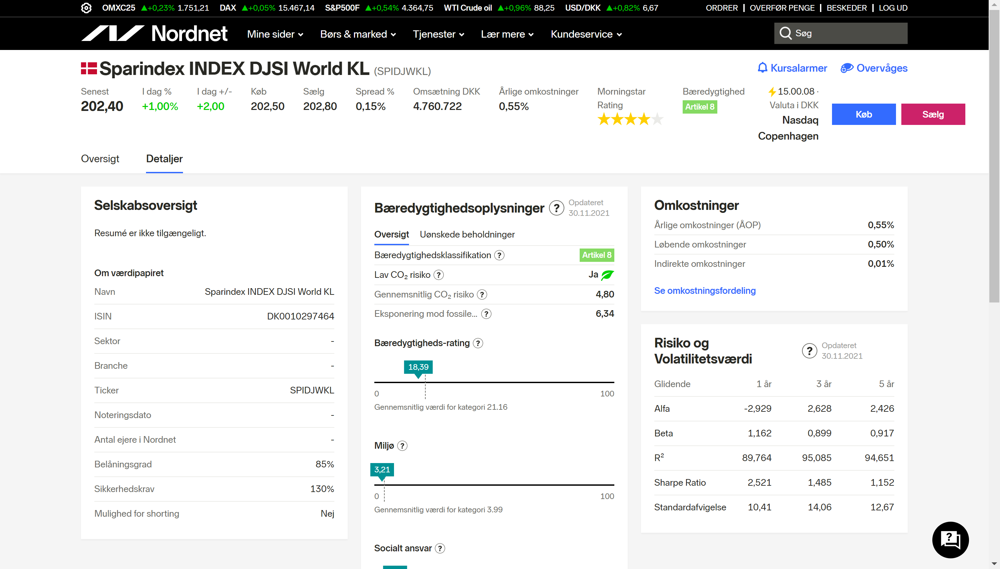 OMXC25 ▲+0,23% 1.751,21 DAX ▲+0,05% 15.467,14 S&P500F ▲+0,54% 4.364,75 WTI Crude oil ▲+0,96% 88,25 USD/DKK ▲+0,82% 6,67 ORDRER | OVERFØR PENGE | BESKEDER | LOG UD
Nordnet Mine sider Børs & marked Tjenester Lær mere Kundeservice Søg
Sparindex INDEX DJSI World KL (SPIDJWKL) Kursalarmer Overvåges
Senest I dag % I dag +/- Køb Sælg Spread % Omsætning DKK Årlige omkostninger Morningstar Rating Bæredygtighed 15.00.08 ·
202,40 +1,00% +2,00 202,50 202,80 0,15% 4.760.722 0,55% Artikel 8 Valuta i DKK
Nasdaq Copenhagen
Køb Sælg
Oversigt Detaljer
Selskabsoversigt
Resumé er ikke tilgængeligt.
Om værdipapiret
Navn Sparindex INDEX DJSI World KL
ISIN DK0010297464
Sektor -
Branche -
Ticker SPIDJWKL
Noteringsdato -
Antal ejere i Nordnet -
Belåningsgrad 85%
Sikkerhedskrav 130%
Mulighed for shorting Nej
Bæredygtighedsoplysninger ? Opdateret 30.11.2021
Oversigt Uønskede beholdninger
Bæredygtighedsklassifikation ? Artikel 8
Lav CO₂ risiko ? Ja
Gennemsnitlig CO₂ risiko ? 4,80
Eksponering mod fossile... ? 6,34
Bæredygtigheds-rating ?
18,39
0 100
Gennemsnitlig værdi for kategori 21.16
Miljø ?
3,21
0 100
Gennemsnitlig værdi for kategori 3.99
Socialt ansvar ?
Omkostninger
Årlige omkostninger (ÅOP) 0,55%
Løbende omkostninger 0,50%
Indirekte omkostninger 0,01%
Se omkostningsfordeling
Risiko og Volatilitetsværdi ? Opdateret 30.11.2021
Glidende 1 år 3 år 5 år
Alfa -2,929 2,628 2,426
Beta 1,162 0,899 0,917
R² 89,764 95,085 94,651
Sharpe Ratio 2,521 1,485 1,152
Standardafvigelse 10,41 14,06 12,67
?